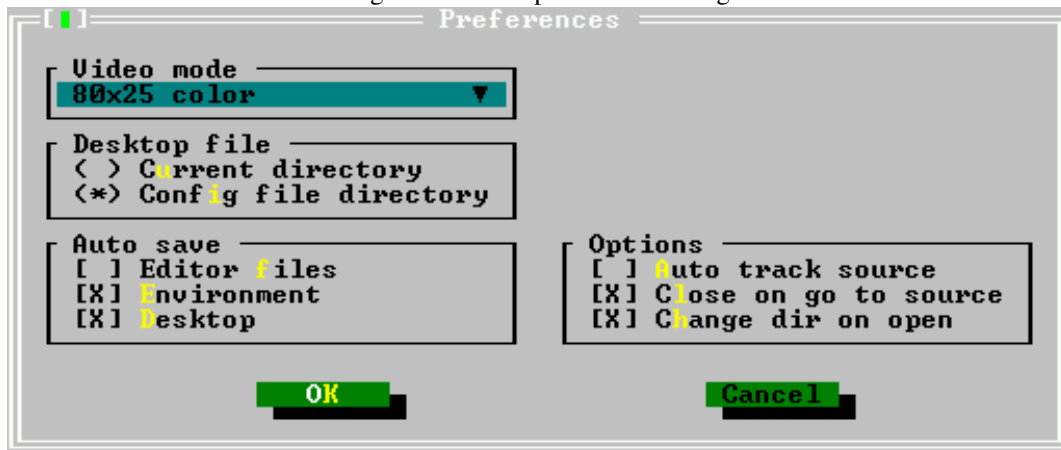 Preferences
Video mode
80x25 color ▼
Desktop file
( ) Current directory
(*) Config file directory
Auto save
[ ] Editor files
[X] Environment
[X] Desktop
Options
[ ] Auto track source
[X] Close on go to source
[X] Change dir on open
OK
Cancel